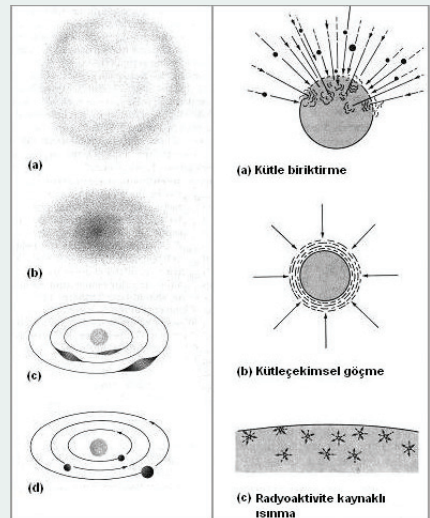 (a)
(b)
(c)
(d)
(a) Kütle biriktirme
(b) Kütleçekimsel göçme
(c) Radyoaktivite kaynaklı
ısınma